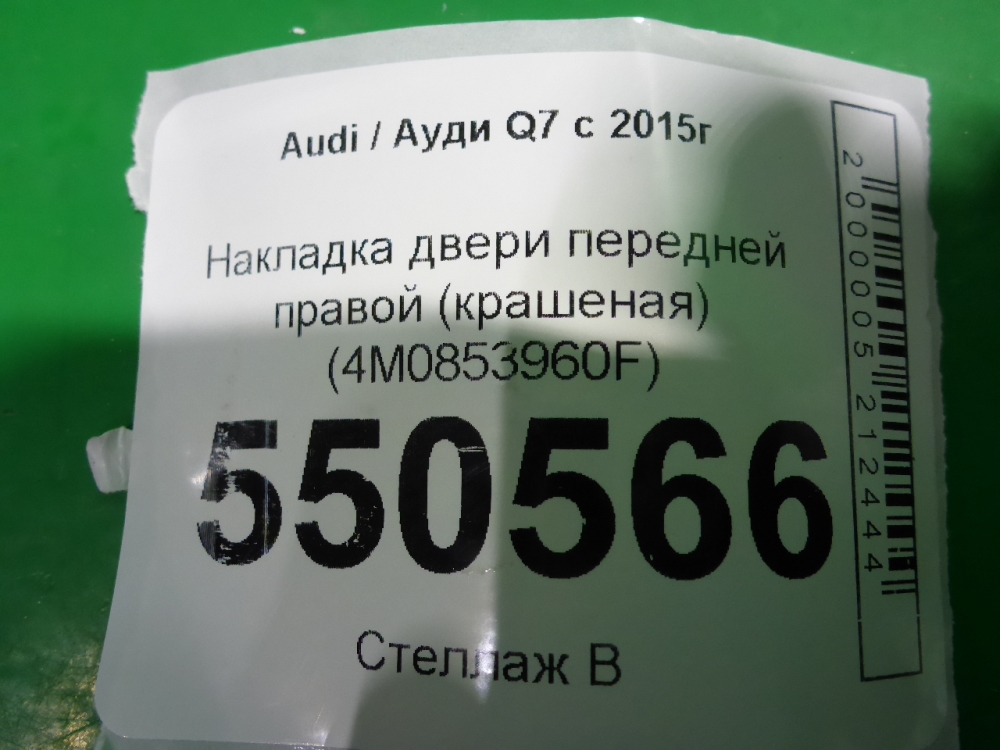 Audi / Ауди Q7 с 2015г
Накладка двери передней
правой (крашеная)
(4M0853960F)
550566
Стеллаж В
2000005212444